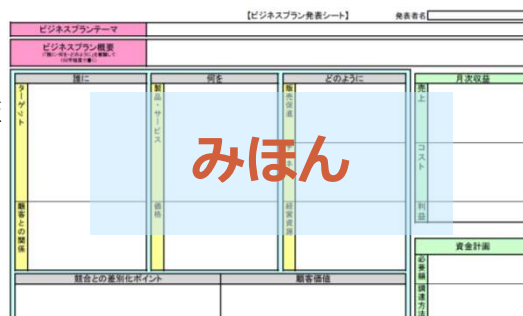 【ビジネスプラン発表シート】
発表者名
ビジネスプランテーマ
ビジネスプラン概要
誰に
何を
どのように
月次収益
ターゲット
製品・サービス
販売促進
売上
みほん
コスト
顧客との関係
価格
経営資源
利益
資金計画
必要額
競合との差別化ポイント
顧客価値
調達方法